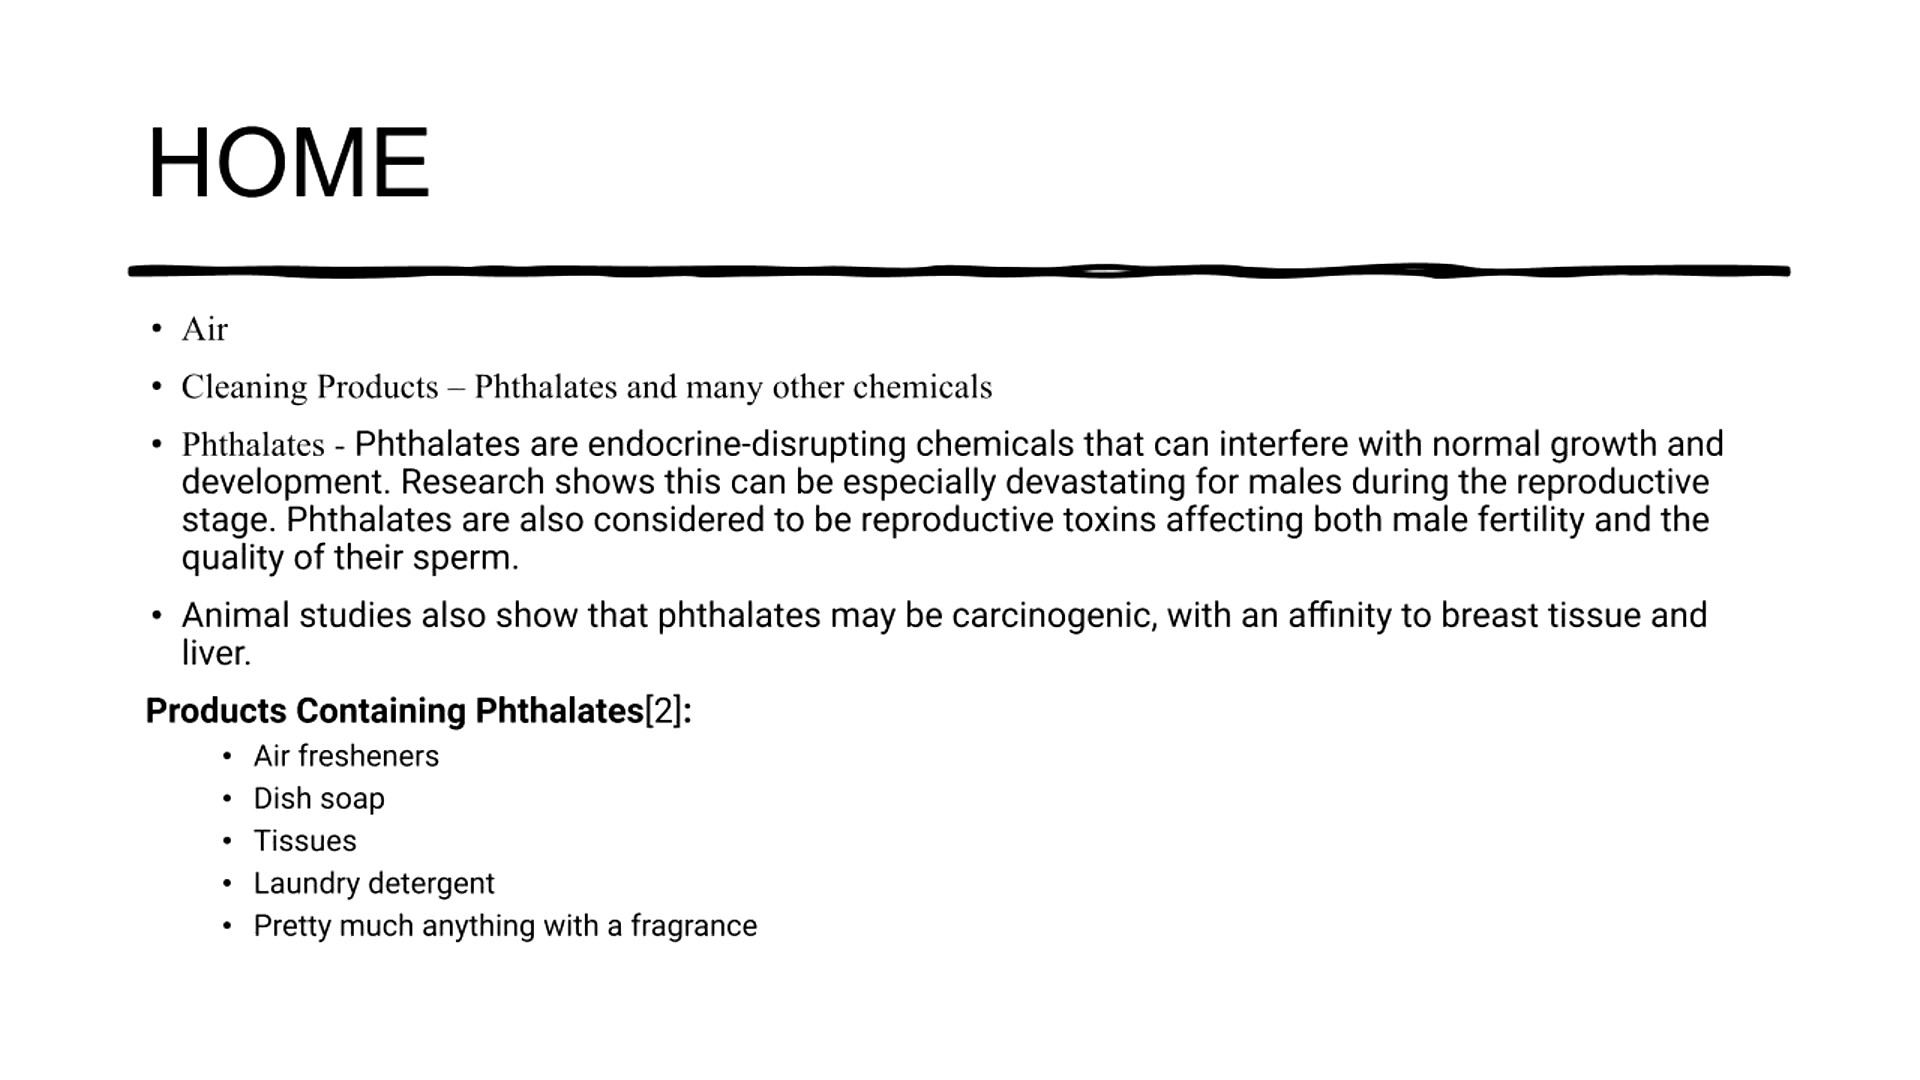 HOME
• Air
• Cleaning Products – Phthalates and many other chemicals
• Phthalates - Phthalates are endocrine-disrupting chemicals that can interfere with normal growth and
development. Research shows this can be especially devastating for males during the reproductive
stage. Phthalates are also considered to be reproductive toxins affecting both male fertility and the
quality of their sperm.
• Animal studies also show that phthalates may be carcinogenic, with an affinity to breast tissue and
liver.
Products Containing Phthalates[2]:
• Air fresheners
• Dish soap
• Tissues
• Laundry detergent
• Pretty much anything with a fragrance